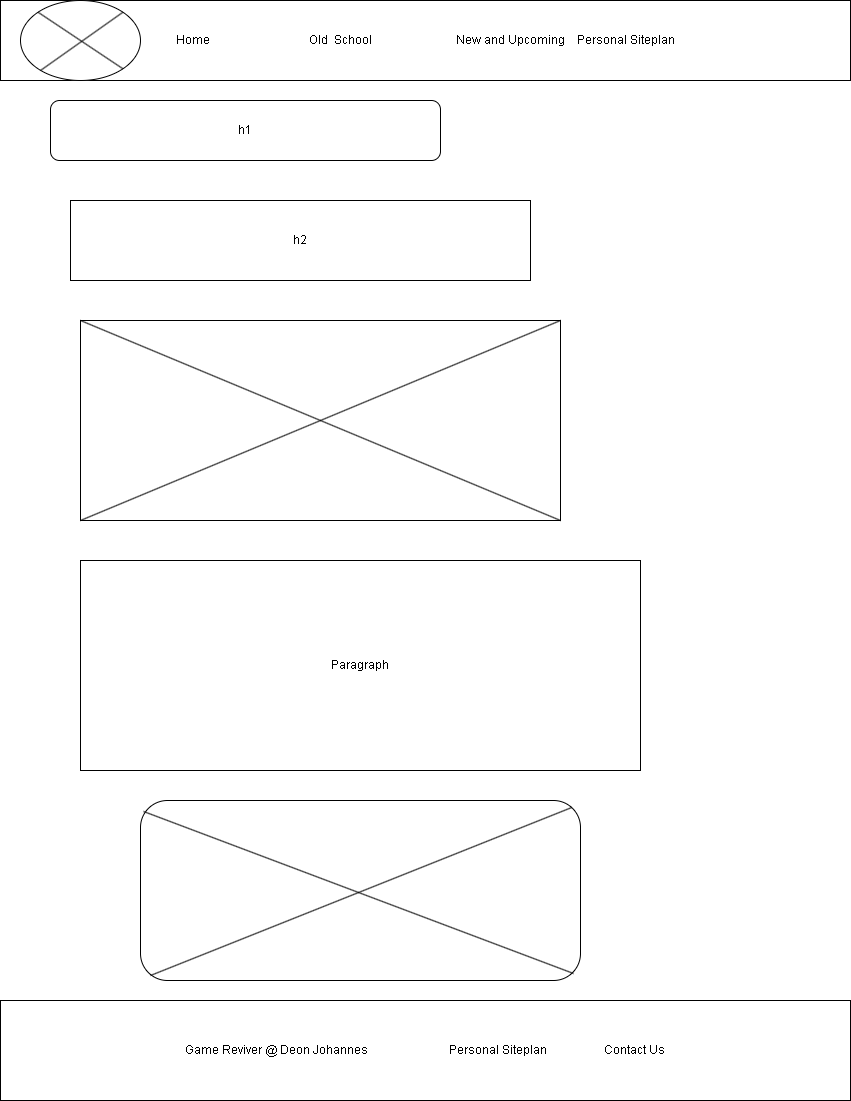 Home Old School New and Upcoming Personal Siteplan
h1
h2
Paragraph
Game Reviver @ Deon Johannes Personal Siteplan Contact Us